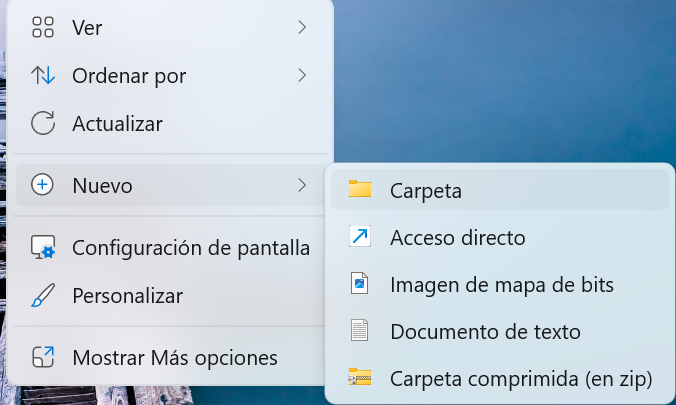 Ver
Ordenar por
Actualizar
Nuevo
Carpeta
Acceso directo
Imagen de mapa de bits
Documento de texto
Carpeta comprimida (en zip)
Configuración de pantalla
Personalizar
Mostrar Más opciones